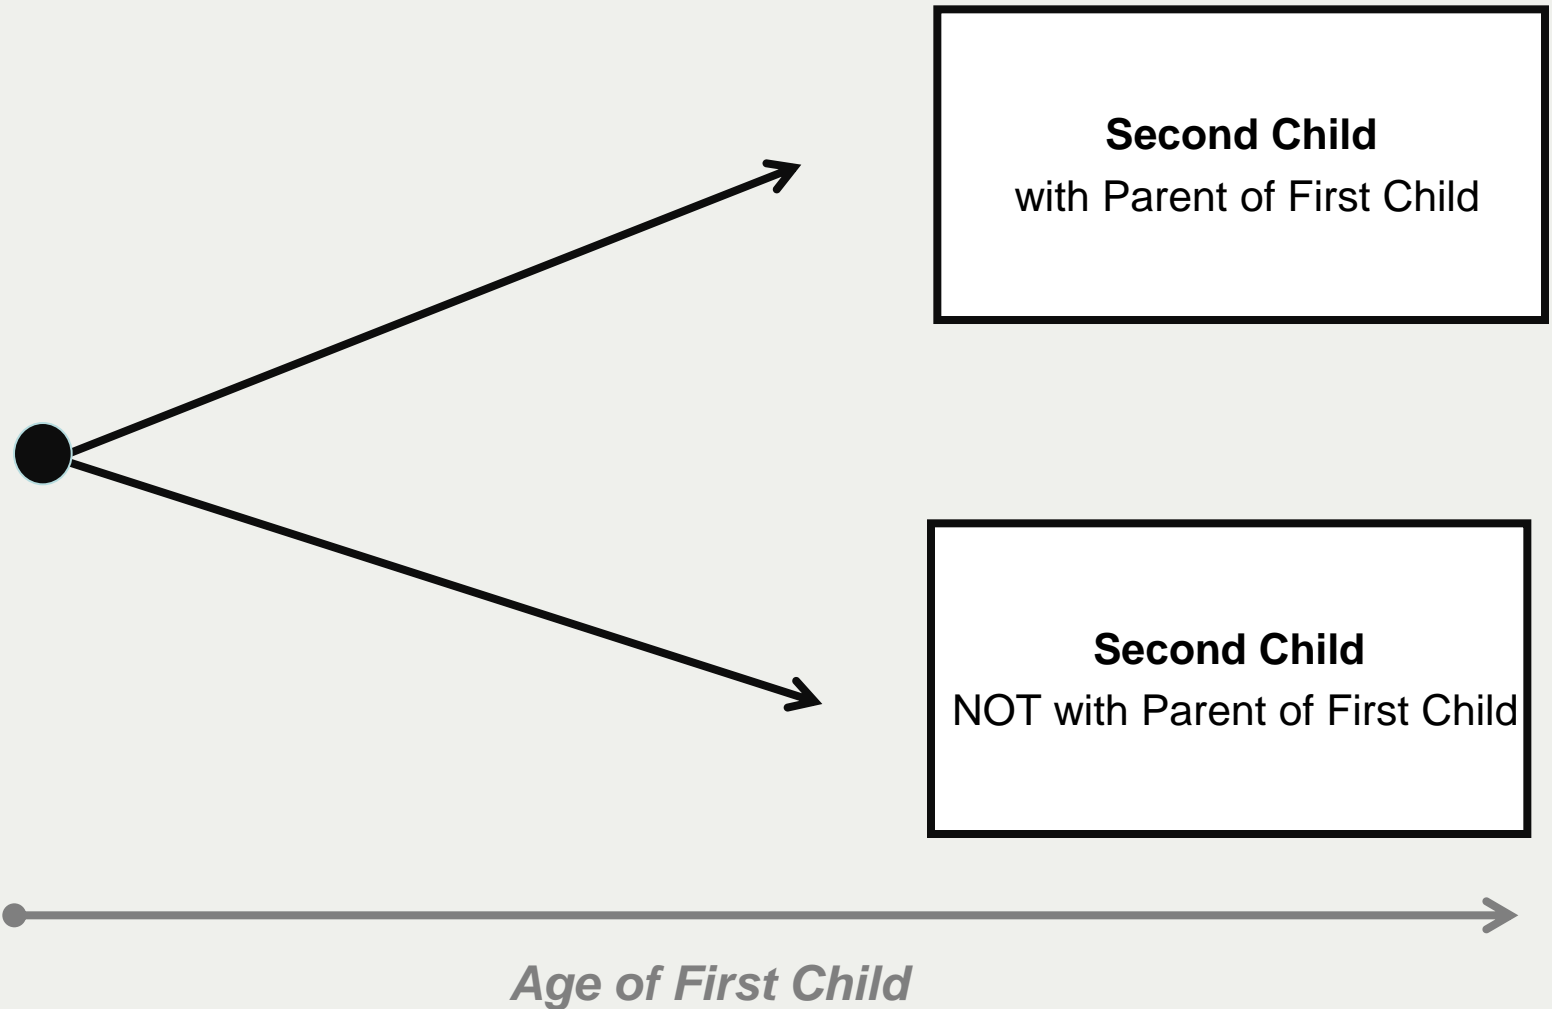 Second Child
with Parent of First Child
Second Child
NOT with Parent of First Child
Age of First Child